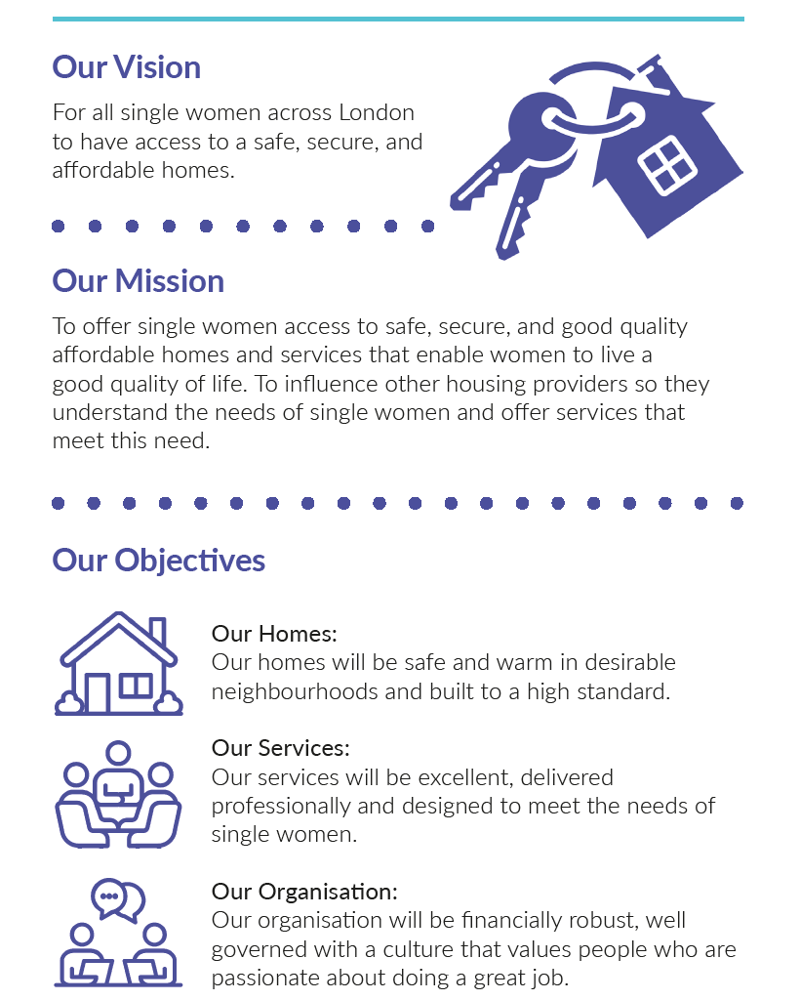 Our Vision
For all single women across London
to have access to a safe, secure, and
affordable homes.
Our Mission
To offer single women access to safe, secure, and good quality
affordable homes and services that enable women to live a
good quality of life. To influence other housing providers so they
understand the needs of single women and offer services that
meet this need.
Our Objectives
Our Homes:
Our homes will be safe and warm in desirable
neighbourhoods and built to a high standard.
Our Services:
Our services will be excellent, delivered
professionally and designed to meet the needs of
single women.
Our Organisation:
Our organisation will be financially robust, well
governed with a culture that values people who are
passionate about doing a great job.